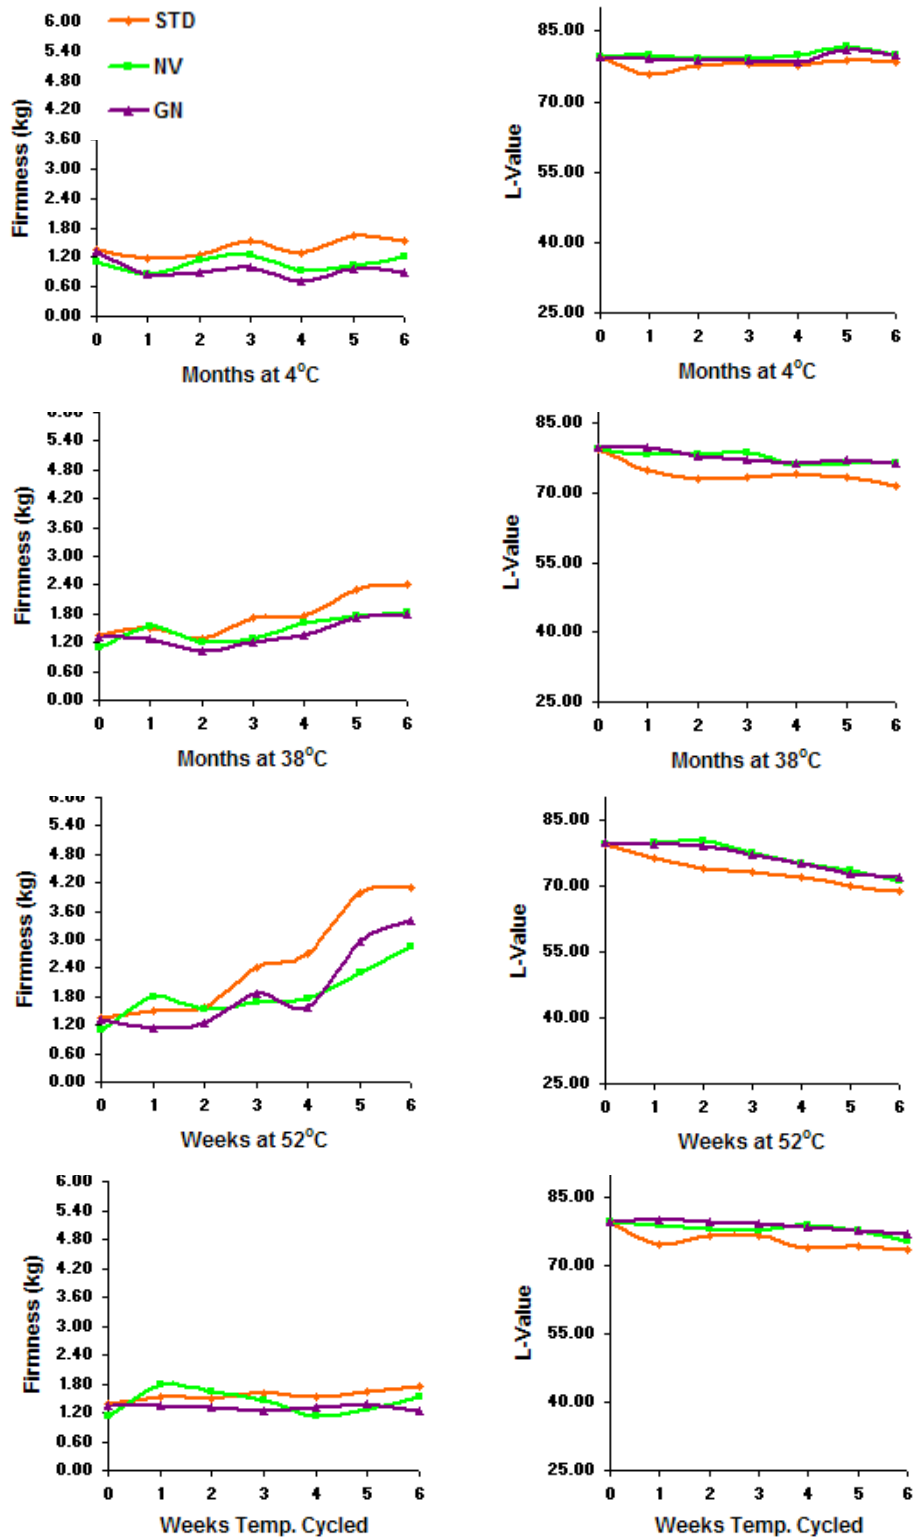 6.00
5.40
4.80
4.20
3.60
3.00
2.40
1.80
1.20
0.60
0.00
Firmness (kg)
STD
NV
GN
0 1 2 3 4 5 6
Months at 4°C
85.00
70.00
55.00
40.00
25.00
L-Value
0 1 2 3 4 5 6
Months at 4°C
6.00
5.40
4.80
4.20
3.60
3.00
2.40
1.80
1.20
0.60
0.00
Firmness (kg)
0 1 2 3 4 5 6
Months at 38°C
85.00
70.00
55.00
40.00
25.00
L-Value
0 1 2 3 4 5 6
Months at 38°C
6.00
5.40
4.80
4.20
3.60
3.00
2.40
1.80
1.20
0.60
0.00
Firmness (kg)
0 1 2 3 4 5 6
Weeks at 52°C
85.00
70.00
55.00
40.00
25.00
L-Value
0 1 2 3 4 5 6
Weeks at 52°C
6.00
5.40
4.80
4.20
3.60
3.00
2.40
1.80
1.20
0.60
0.00
Firmness (kg)
0 1 2 3 4 5 6
Weeks Temp. Cycled
85.00
70.00
55.00
40.00
25.00
L-Value
0 1 2 3 4 5 6
Weeks Temp. Cycled